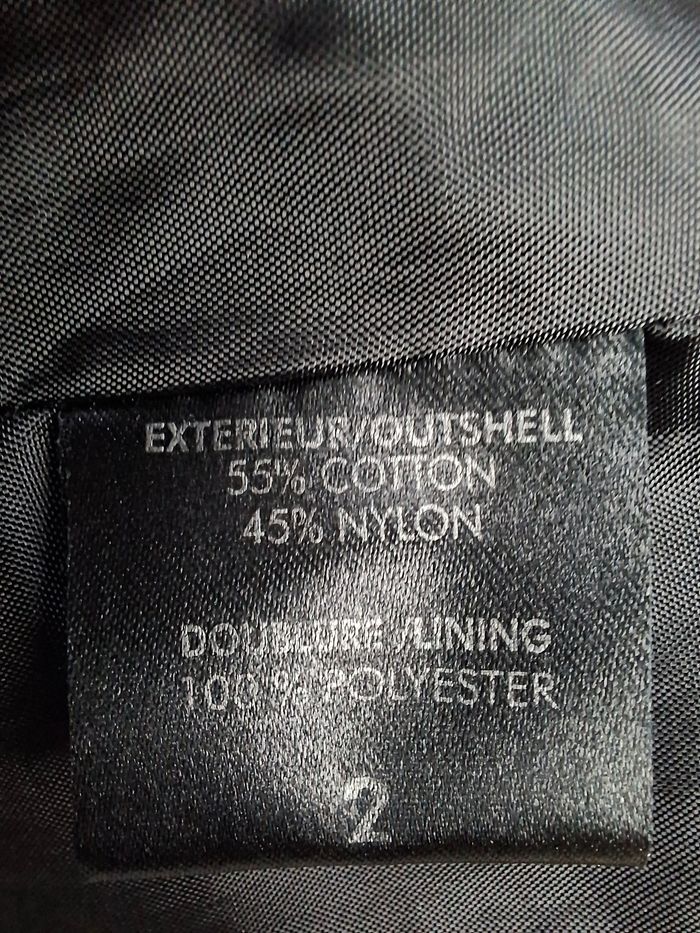 EXTERIEUR/OUTSHELL
55% COTTON
45% NYLON
DOUBLURE/LINING
100% POLYESTER
2